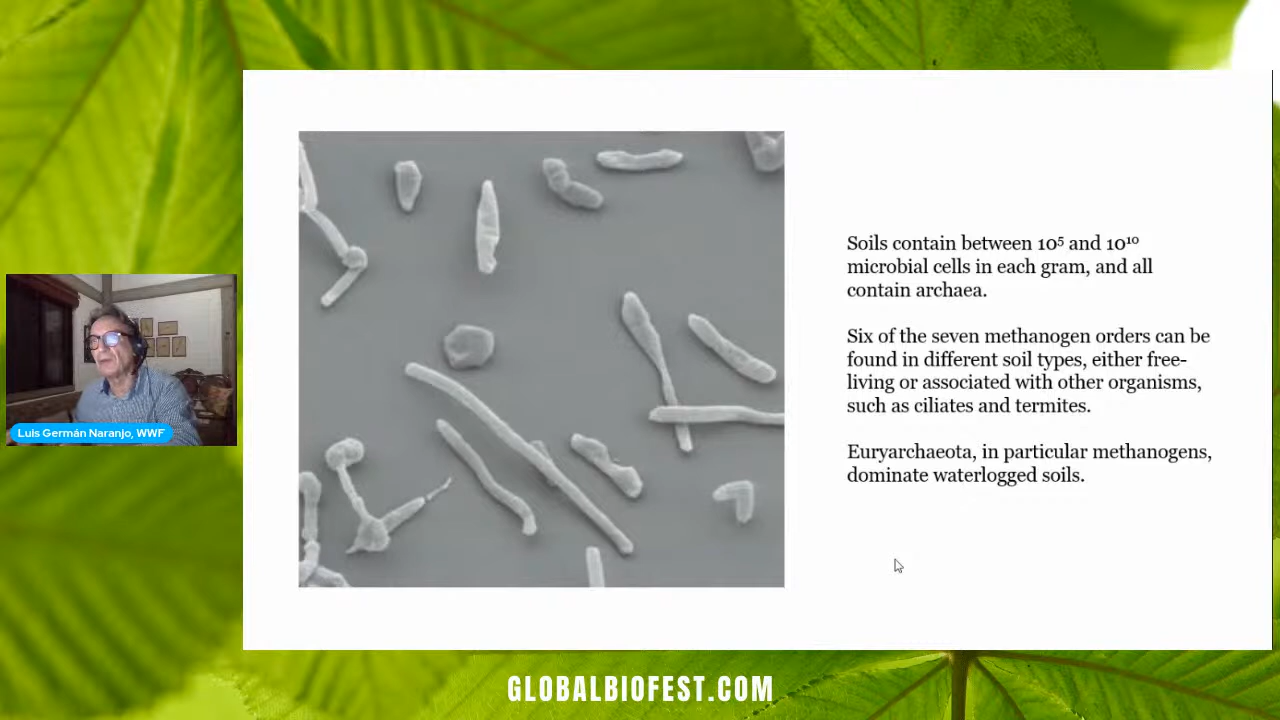 Soils contain between 10⁵ and 10¹⁰
microbial cells in each gram, and all
contain archaea.
Six of the seven methanogen orders can be
found in different soil types, either free-
living or associated with other organisms,
such as ciliates and termites.
Euryarchaeota, in particular methanogens,
dominate waterlogged soils.
Luis Germán Naranjo, WWF
GLOBALBIOFEST.COM